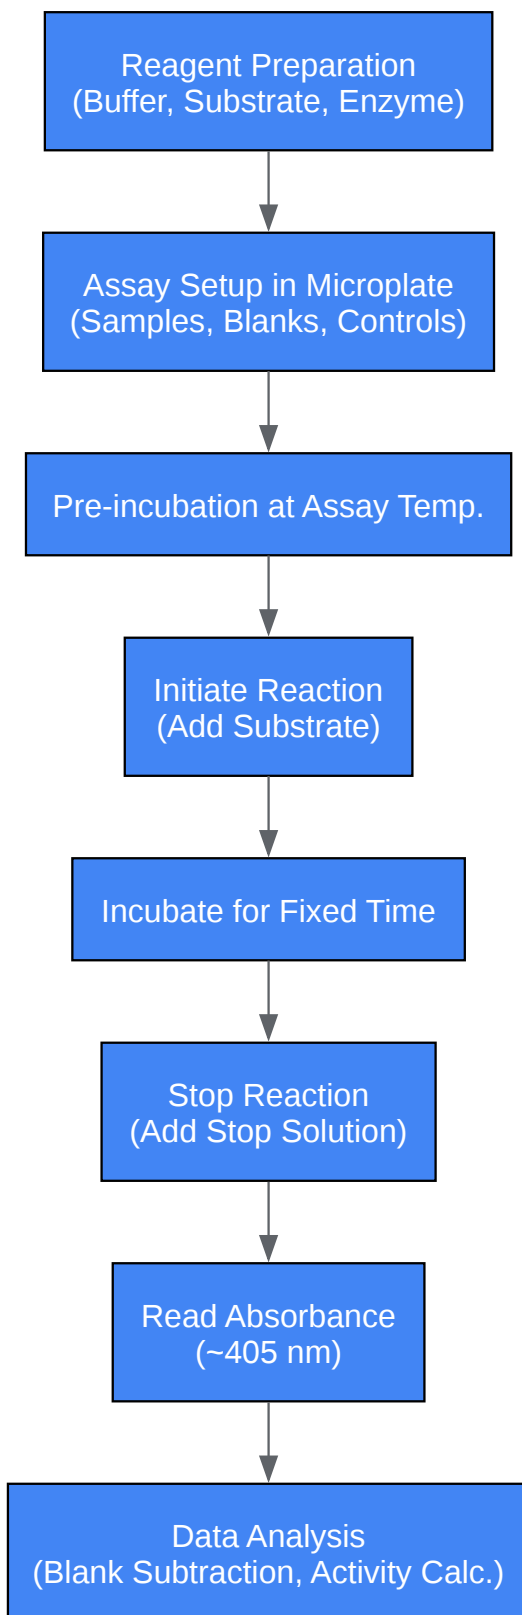 Reagent Preparation
(Buffer, Substrate, Enzyme)
Assay Setup in Microplate
(Samples, Blanks, Controls)
Pre-incubation at Assay Temp.
Initiate Reaction
(Add Substrate)
Incubate for Fixed Time
Stop Reaction
(Add Stop Solution)
Read Absorbance
(~405 nm)
Data Analysis
(Blank Subtraction, Activity Calc.)